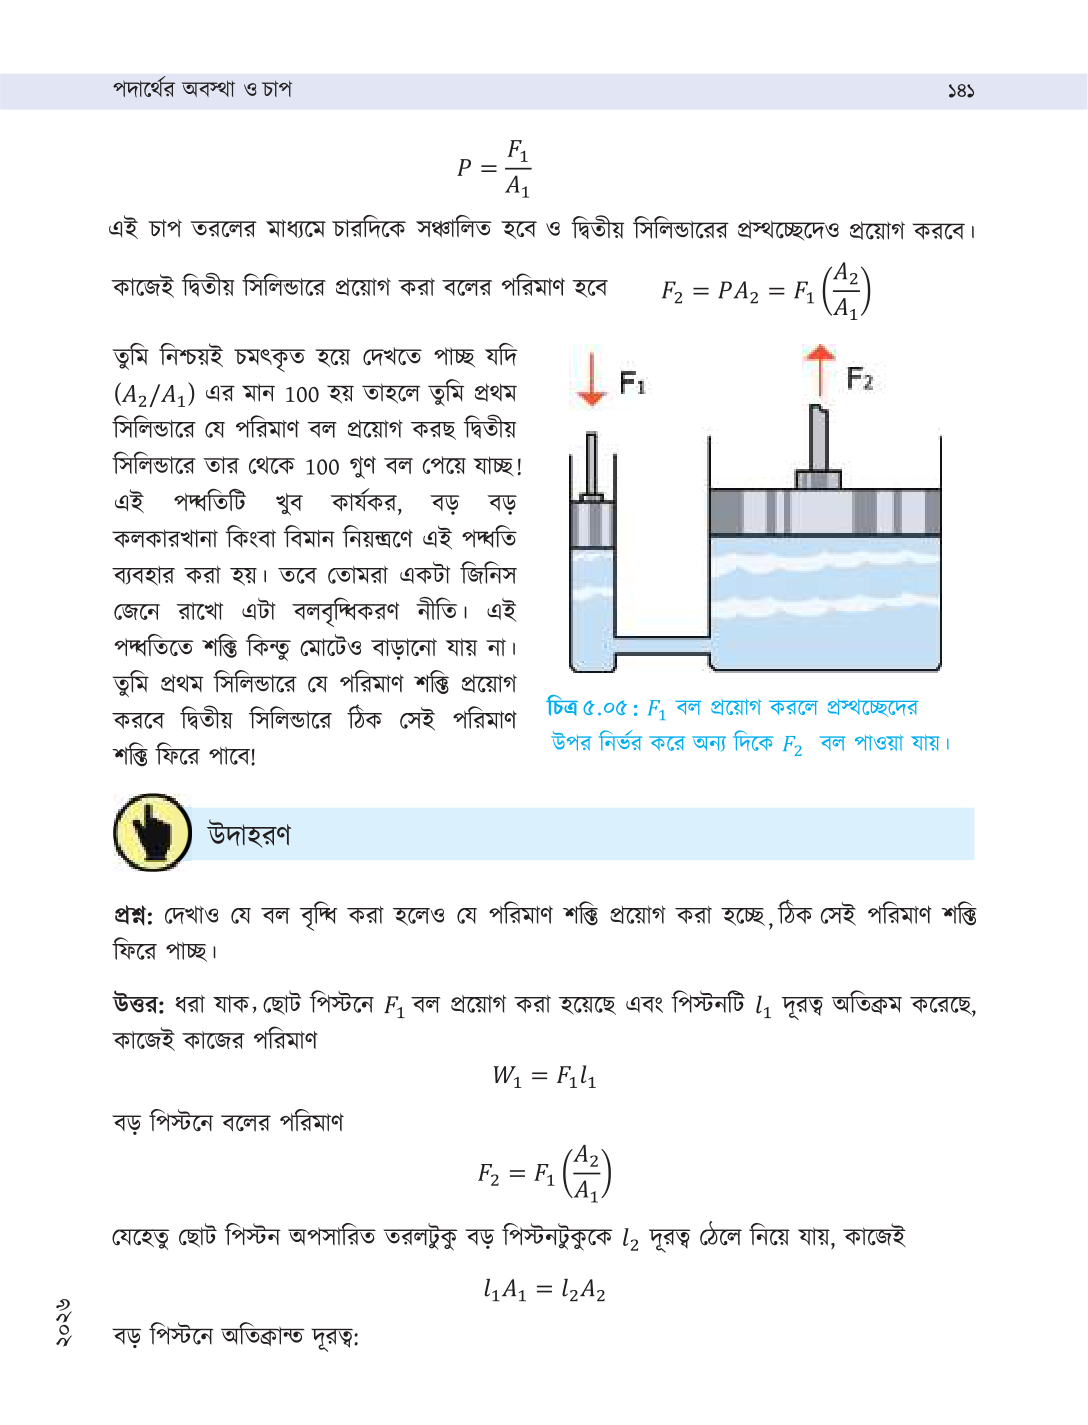 পদার্থের অবস্থা ও চাপ ১৪১
P = F₁/A₁
এই চাপ তরলের মাধ্যমে চারদিকে সঞ্চালিত হবে ও দ্বিতীয় সিলিন্ডারের প্রস্থচ্ছেদেও প্রয়োগ করবে।
কাজেই দ্বিতীয় সিলিন্ডারে প্রয়োগ করা বলের পরিমাণ হবে F₂ = PA₂ = F₁ (A₂/A₁)
তুমি নিশ্চয়ই চমৎকৃত হয়ে দেখতে পাচ্ছ যদি
(A₂/A₁) এর মান 100 হয় তাহলে তুমি প্রথম
সিলিন্ডারে যে পরিমাণ বল প্রয়োগ করছ দ্বিতীয়
সিলিন্ডারে তার থেকে 100 গুণ বল পেয়ে যাচ্ছ!
এই পদ্ধতিটি খুব কার্যকর, বড় বড়
কলকারখানা কিংবা বিমান নিয়ন্ত্রণে এই পদ্ধতি
ব্যবহার করা হয়। তবে তোমরা একটা জিনিস
জেনে রাখো এটা বলবৃদ্ধিকরণ নীতি। এই
পদ্ধতিতে শক্তি কিন্তু মোটেও বাড়ানো যায় না।
তুমি প্রথম সিলিন্ডারে যে পরিমাণ শক্তি প্রয়োগ
করবে দ্বিতীয় সিলিন্ডারে ঠিক সেই পরিমাণ
শক্তি ফিরে পাবে!
F₁
F₂
চিত্র ৫.০৫ : F₁ বল প্রয়োগ করলে প্রস্থচ্ছেদের
উপর নির্ভর করে অন্য দিকে F₂ বল পাওয়া যায়।
উদাহরণ
প্রশ্ন: দেখাও যে বল বৃদ্ধি করা হলেও যে পরিমাণ শক্তি প্রয়োগ করা হচ্ছে, ঠিক সেই পরিমাণ শক্তি
ফিরে পাচ্ছ।
উত্তর: ধরা যাক, ছোট পিস্টনে F₁ বল প্রয়োগ করা হয়েছে এবং পিস্টনটি l₁ দূরত্ব অতিক্রম করেছে,
কাজেই কাজের পরিমাণ
W₁ = F₁l₁
বড় পিস্টনে বলের পরিমাণ
F₂ = F₁ (A₂/A₁)
যেহেতু ছোট পিস্টন অপসারিত তরলটুকু বড় পিস্টনটুকুকে l₂ দূরত্ব ঠেলে নিয়ে যায়, কাজেই
l₁A₁ = l₂A₂
বড় পিস্টনে অতিক্রান্ত দূরত্ব:
২০২৬